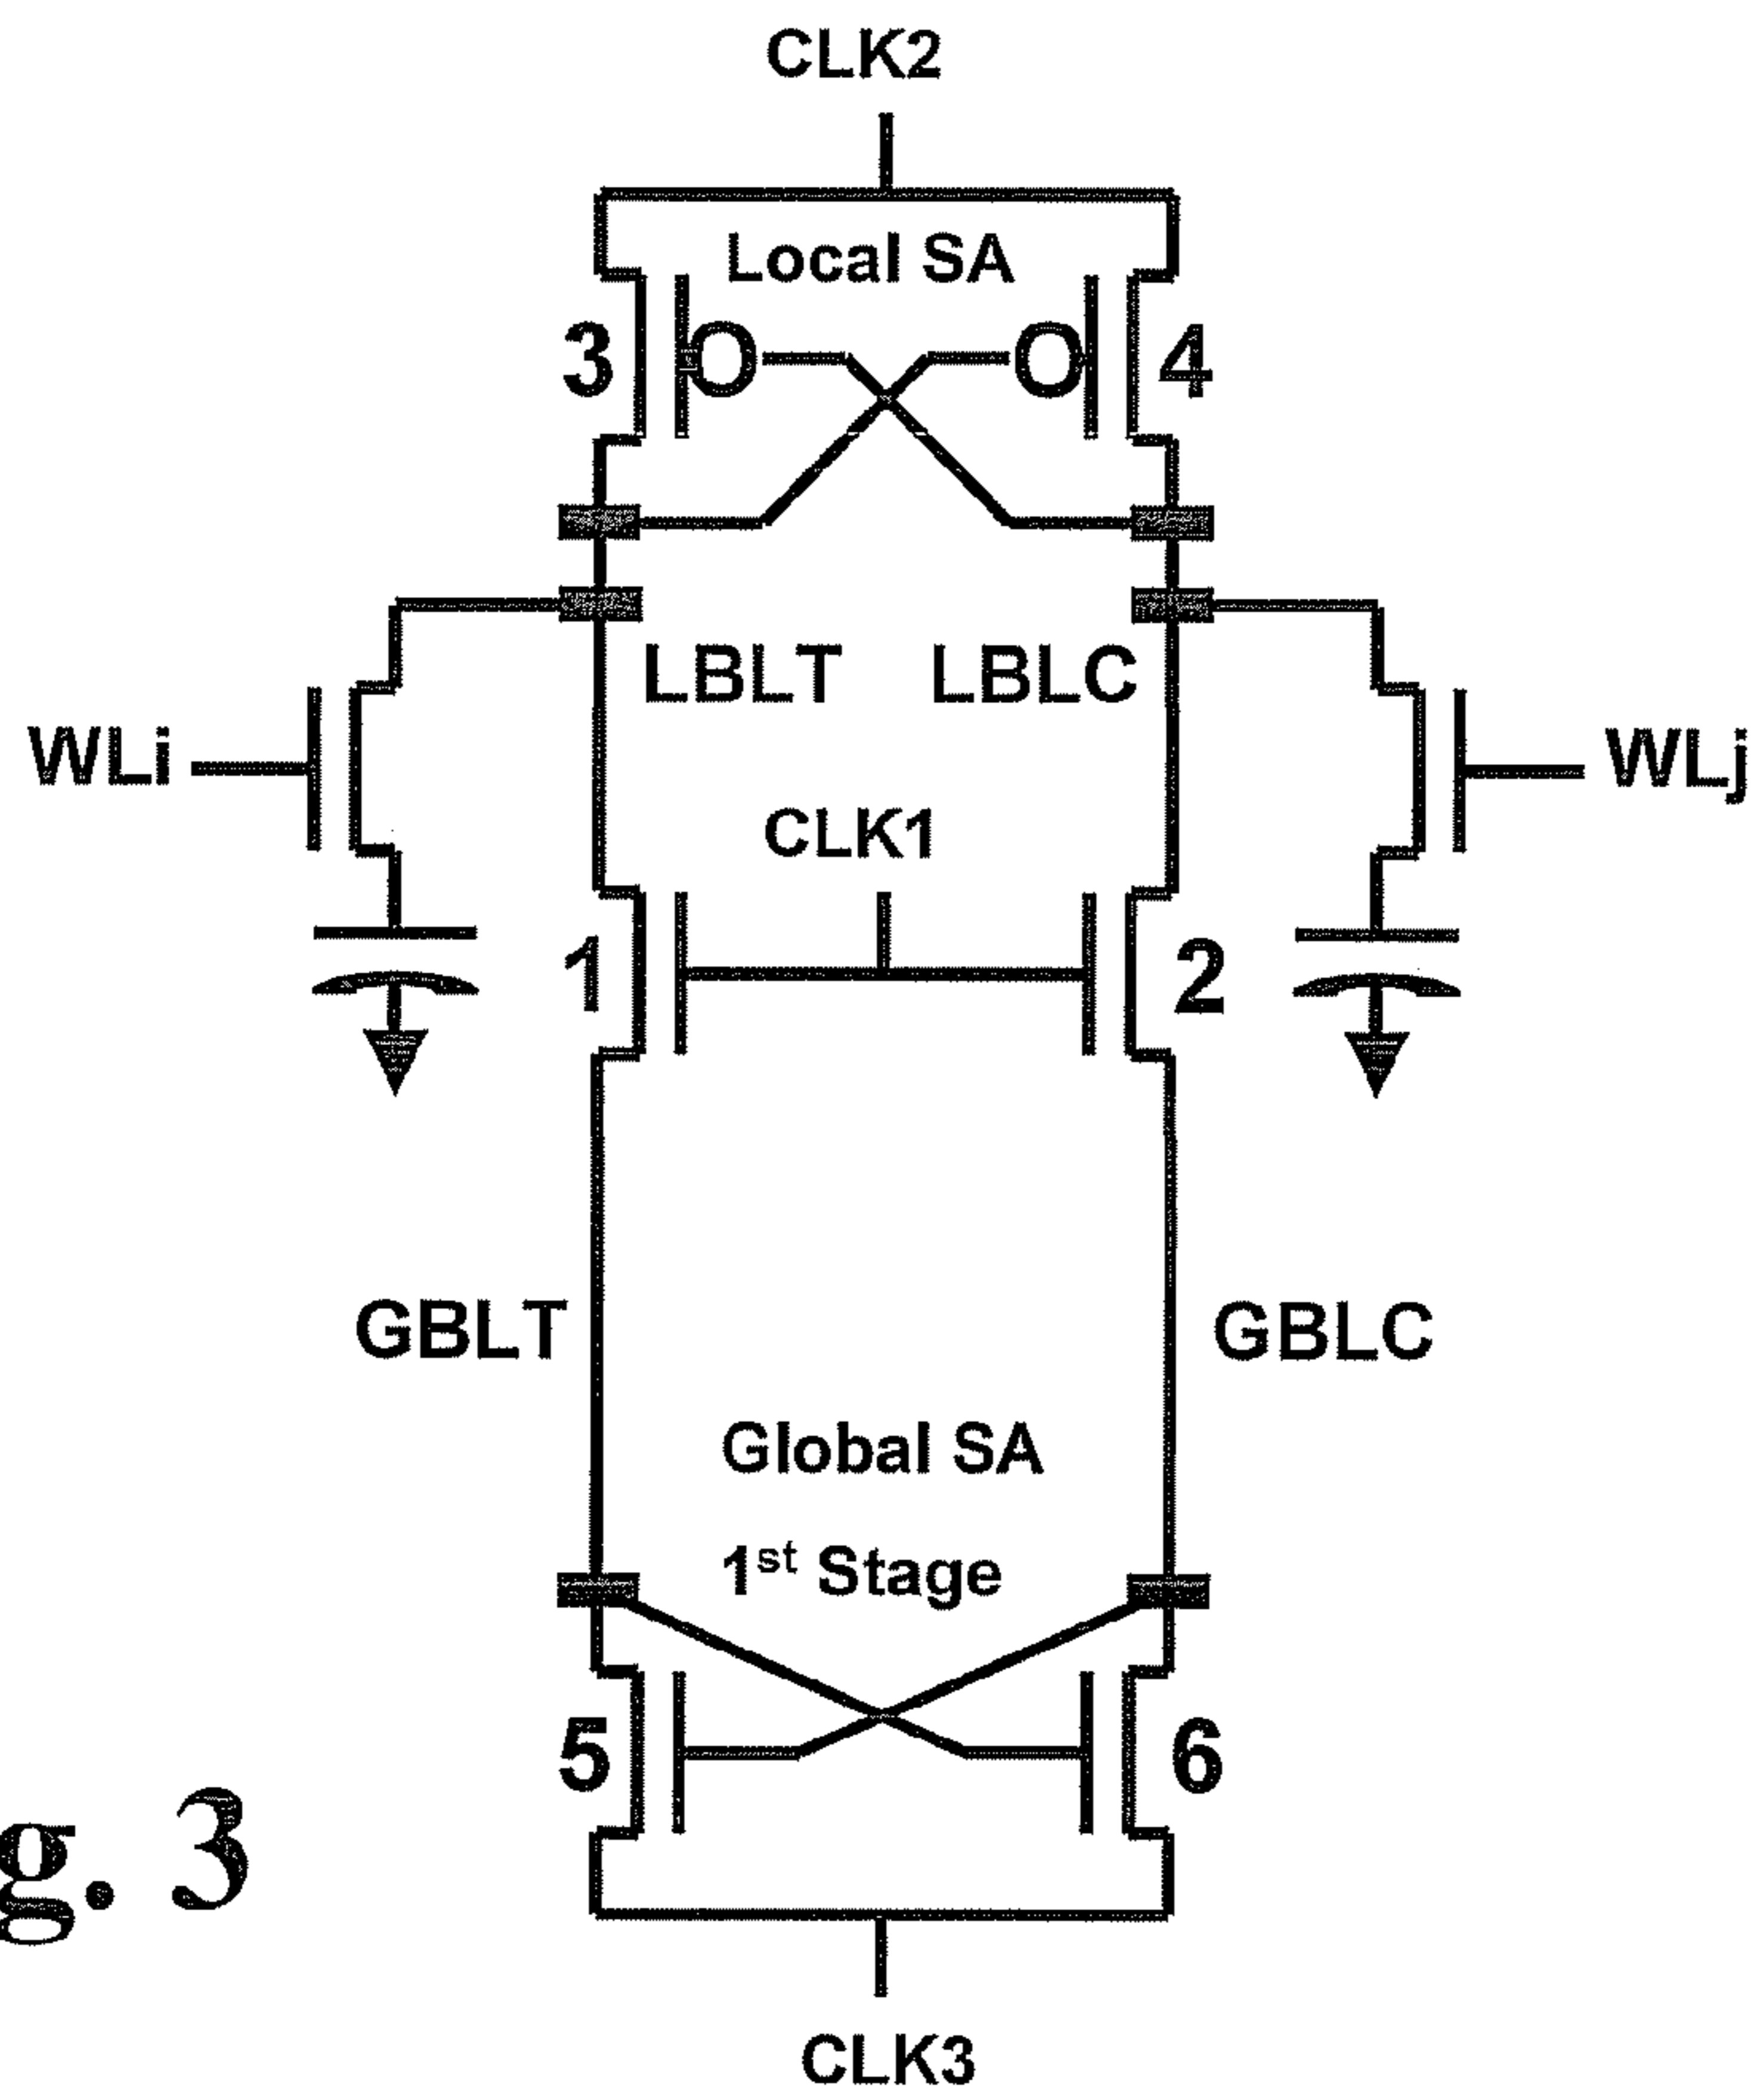 CLK2
Local SA
3 4
LBLT LBLC
WLi WLj
CLK1
1 2
GBLT GBLC
Global SA
1st Stage
5 6
g. 3
CLK3